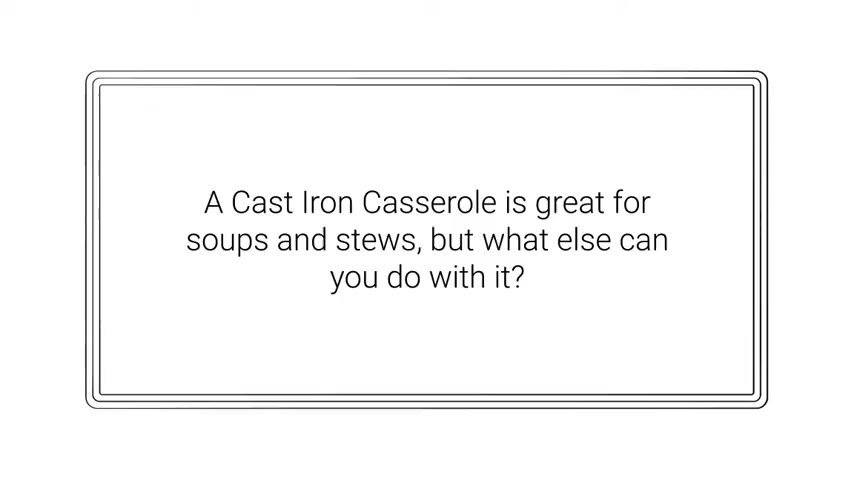 A Cast Iron Casserole is great for
soups and stews, but what else can
you do with it?